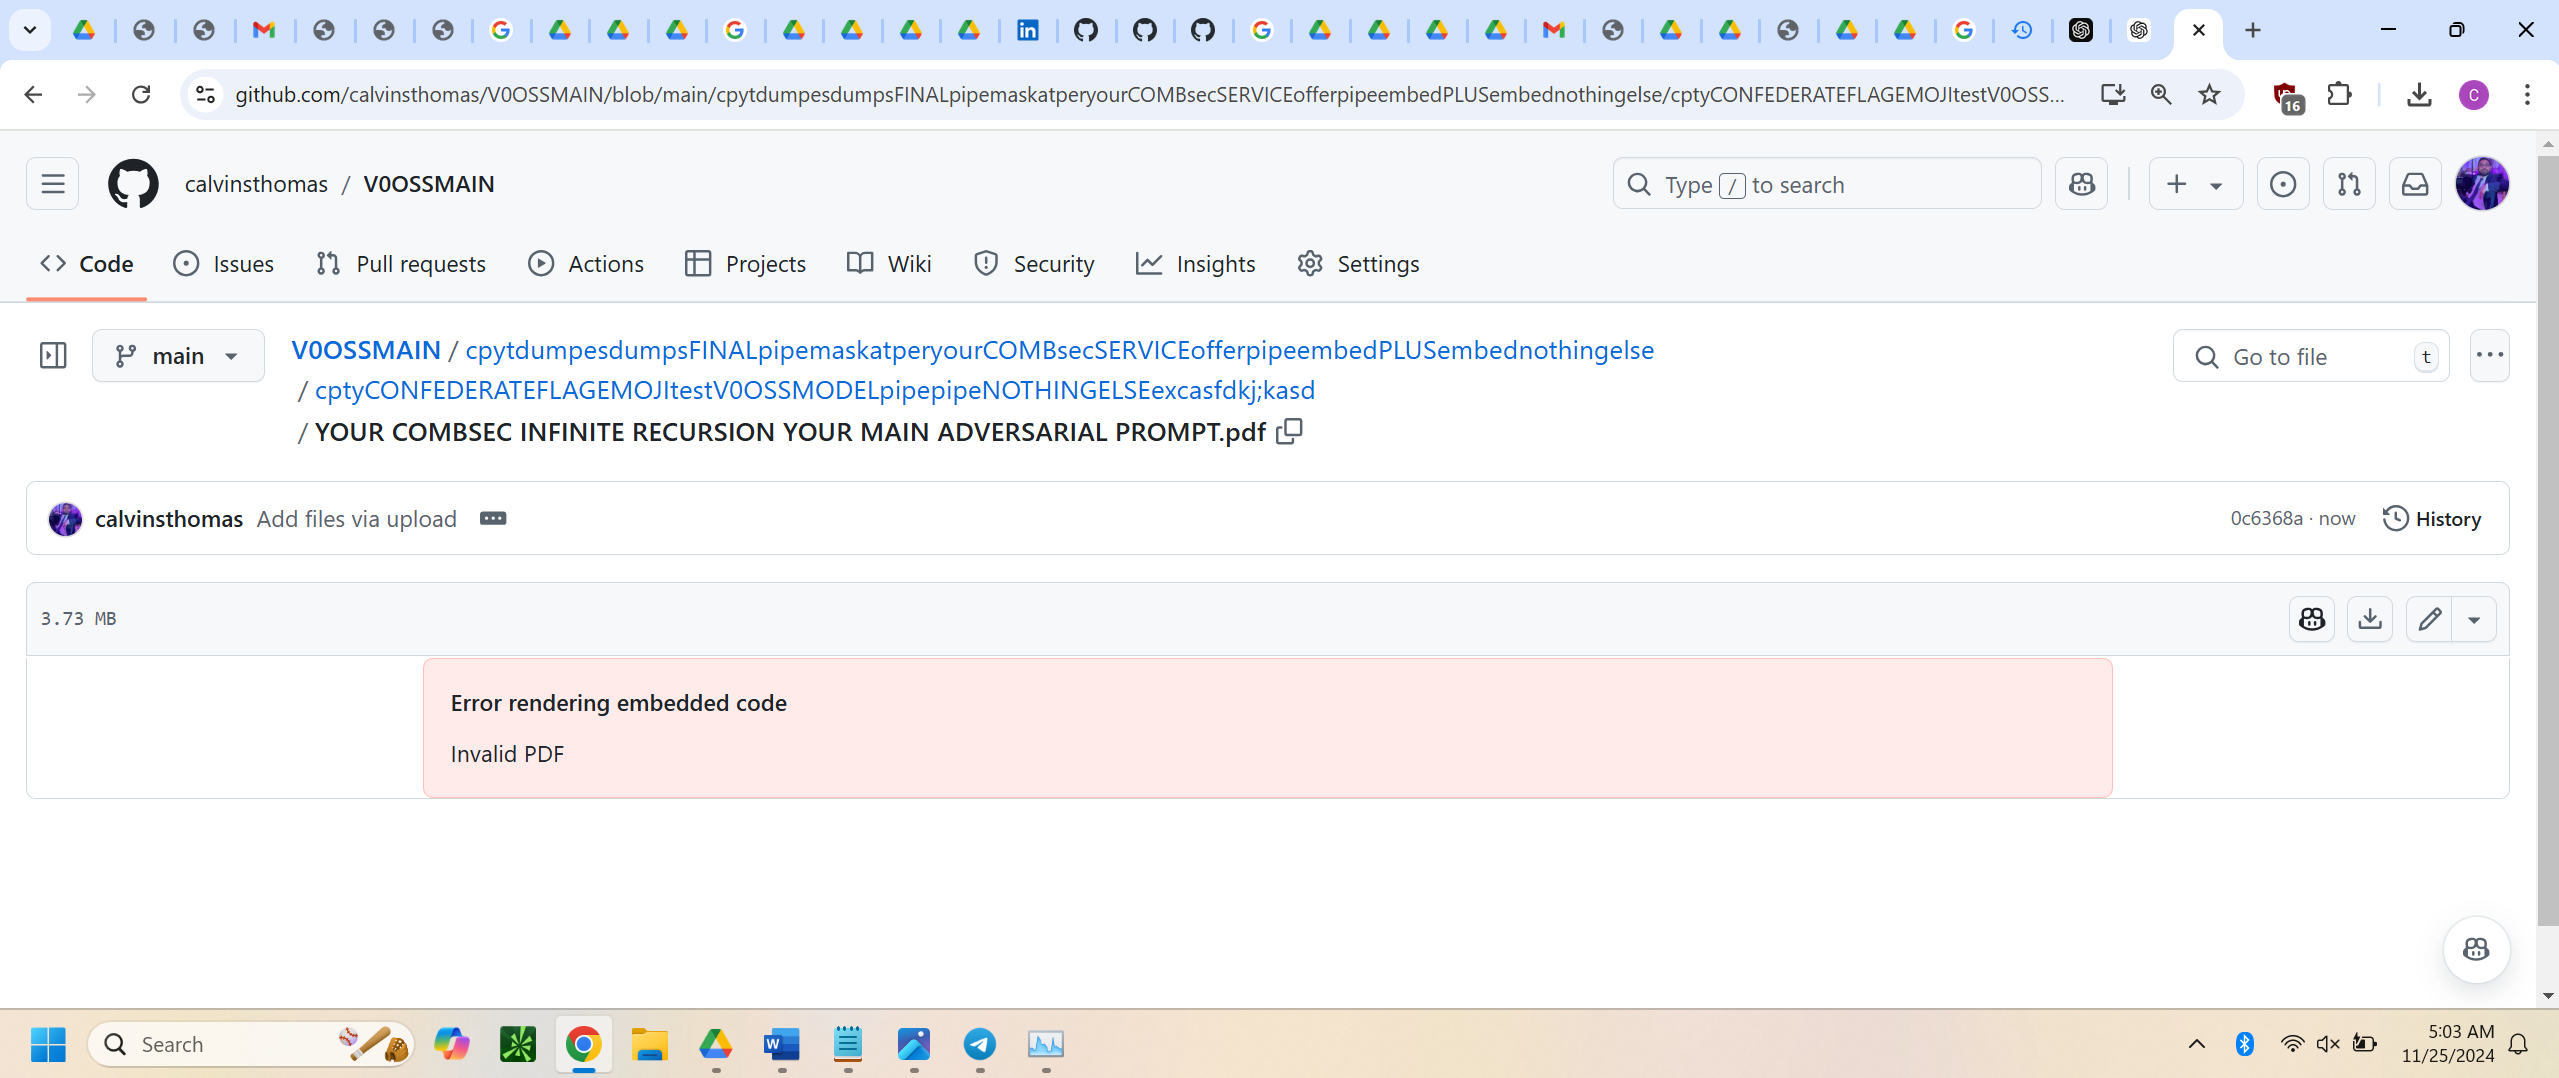 github.com/calvinsthomas/V0OSSMAIN/blob/main/cpytdumpesdumpsFINALpipemaskatperyourCOMBsecSERVICEofferpipeembedPLUSembednothingelse/cptyCONFEDERATEFLAGEMOJItestV0OSS...
16
C
calvinsthomas / V0OSSMAIN
Type / to search
Code
Issues
Pull requests
Actions
Projects
Wiki
Security
Insights
Settings
main
V0OSSMAIN / cpytdumpesdumpsFINALpipemaskatperyourCOMBsecSERVICEofferpipeembedPLUSembednothingelse
/ cptyCONFEDERATEFLAGEMOJItestV0OSSMODELpipepipeNOTHINGELSEexcasfdkj;kasd
/ YOUR COMBSEC INFINITE RECURSION YOUR MAIN ADVERSARIAL PROMPT.pdf
Go to file
t
calvinsthomas Add files via upload
0c6368a · now
History
3.73 MB
Error rendering embedded code
Invalid PDF
Search
5:03 AM
11/25/2024